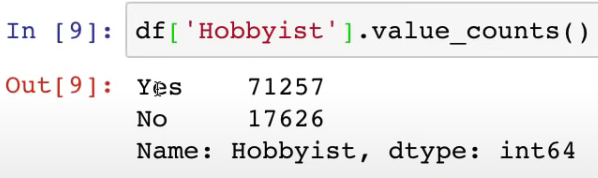 In [9]: df['Hobbyist'].value_counts()
Out[9]: Yes 71257
No 17626
Name: Hobbyist, dtype: int64